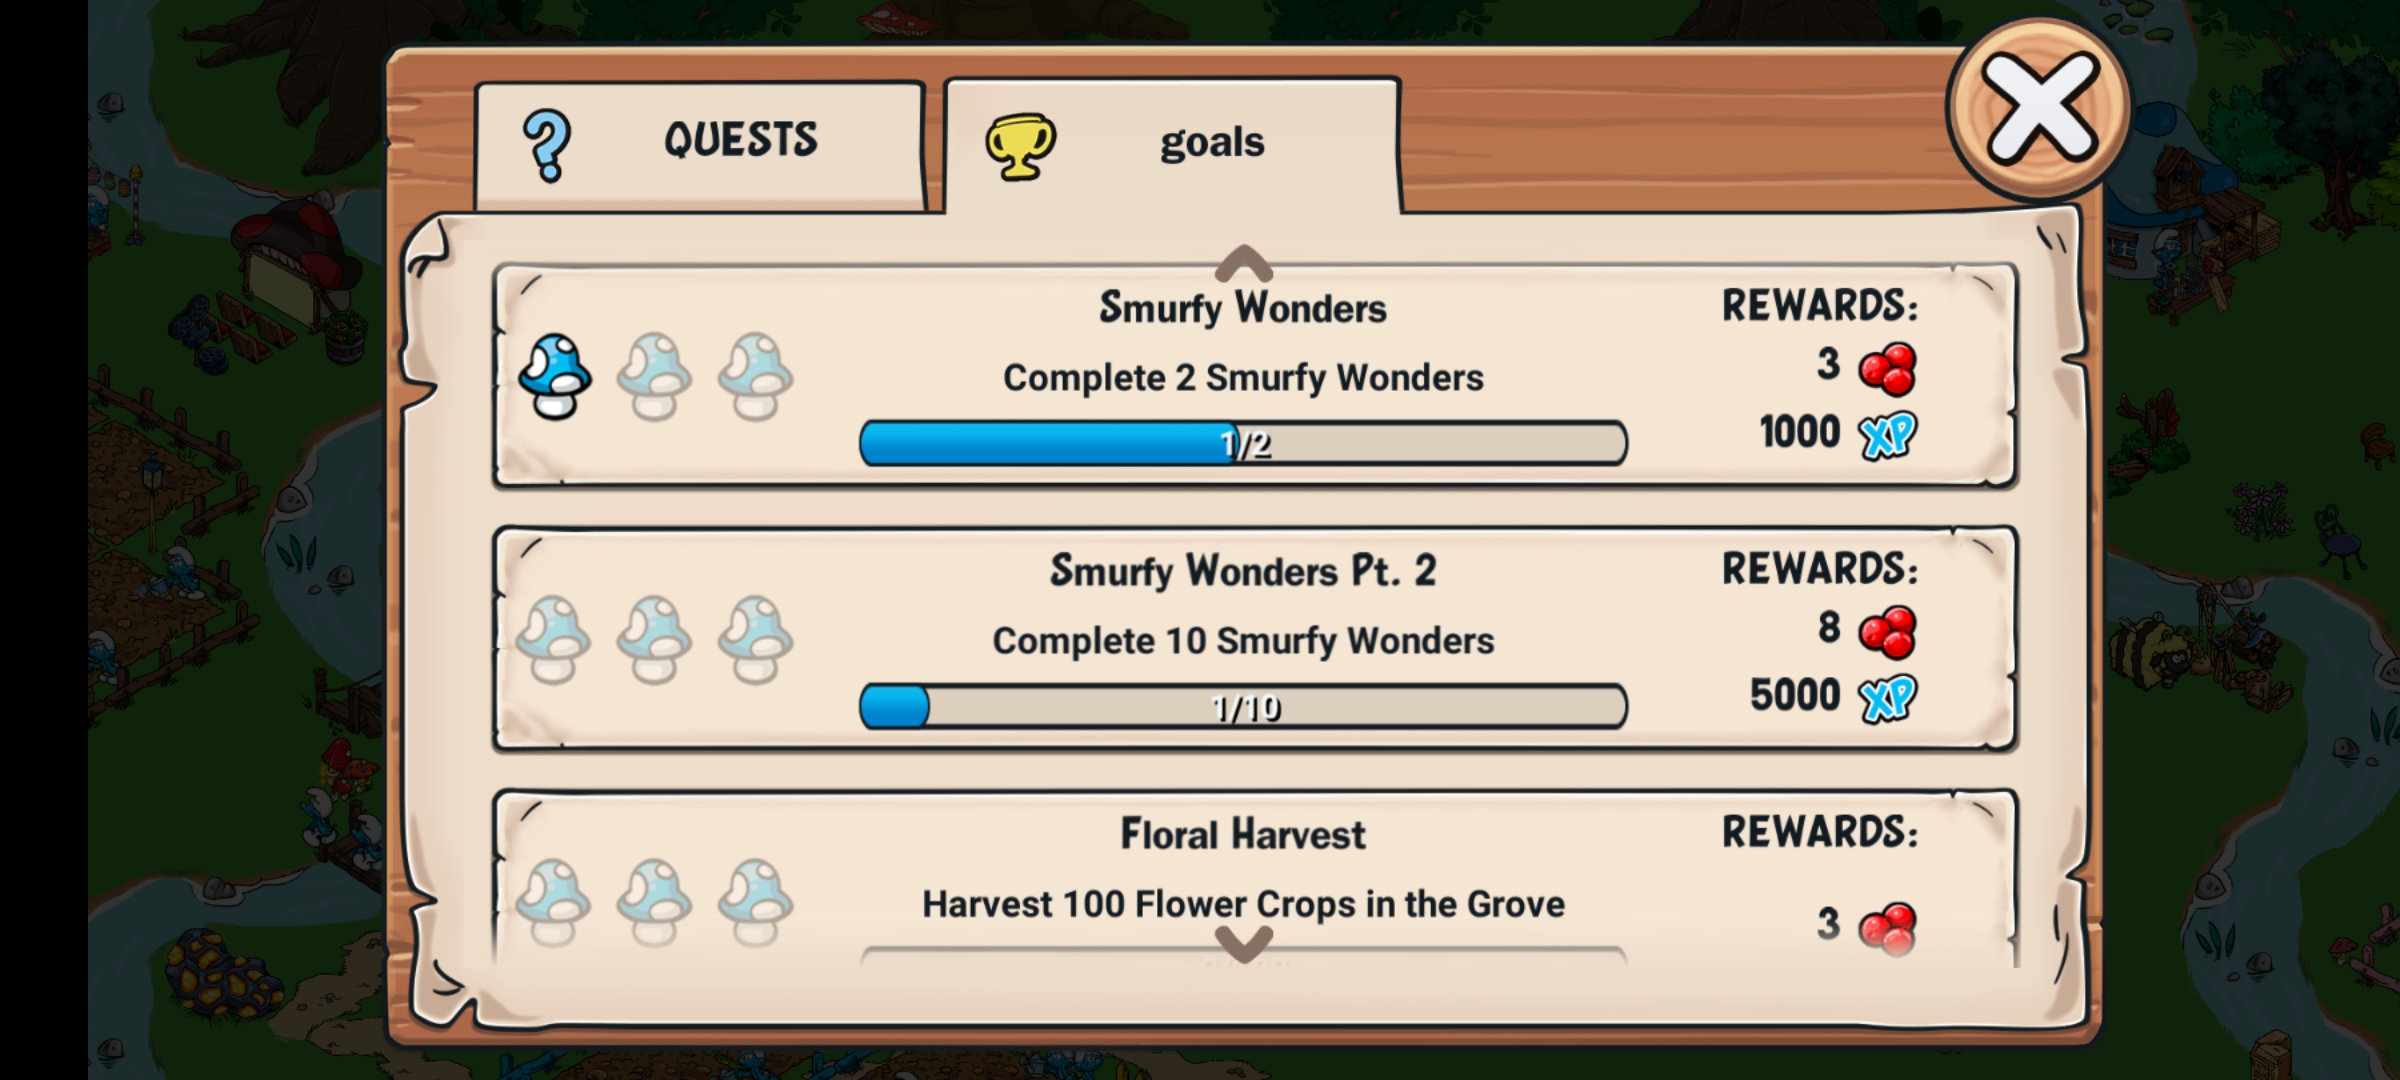 QUESTS
goals
Smurfy Wonders
REWARDS:
Complete 2 Smurfy Wonders
3
1/2
1000 XP
Smurfy Wonders Pt. 2
REWARDS:
Complete 10 Smurfy Wonders
8
1/10
5000 XP
Floral Harvest
REWARDS:
Harvest 100 Flower Crops in the Grove
3